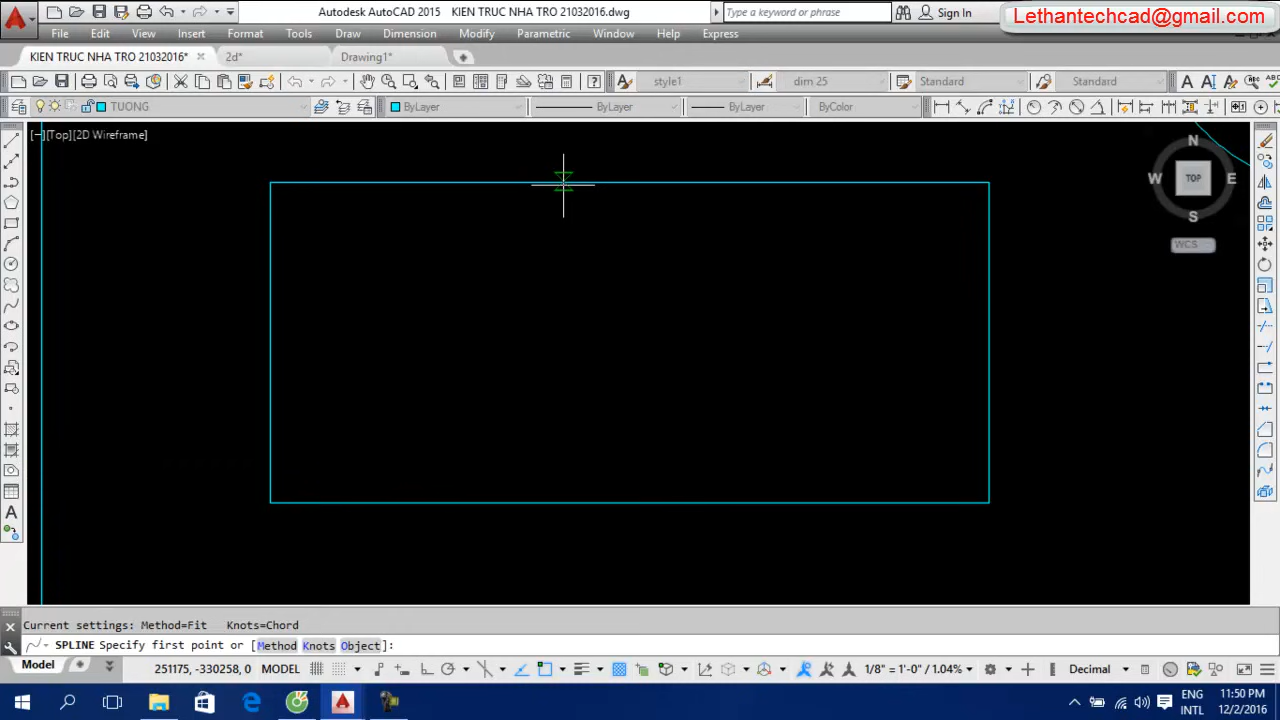 Autodesk AutoCAD 2015 KIEN TRUC NHA TRO 21032016.dwg
Type a keyword or phrase
Sign In
Lethantechcad@gmail.com
File Edit View Insert Format Tools Draw Dimension Modify Parametric Window Help Express
KIEN TRUC NHA TRO 21032016* 2d* Drawing1*
style1 dim 25 Standard Standard
TUONG ByLayer ByLayer ByLayer ByColor
[−][Top][2D Wireframe]
N
W TOP E
S
WCS
Current settings: Method=Fit Knots=Chord
SPLINE Specify first point or [Method Knots Object]:
Model
251175, -330258, 0 MODEL 1/8" = 1'-0" / 1.04% Decimal
ENG 11:50 PM
INTL 12/2/2016